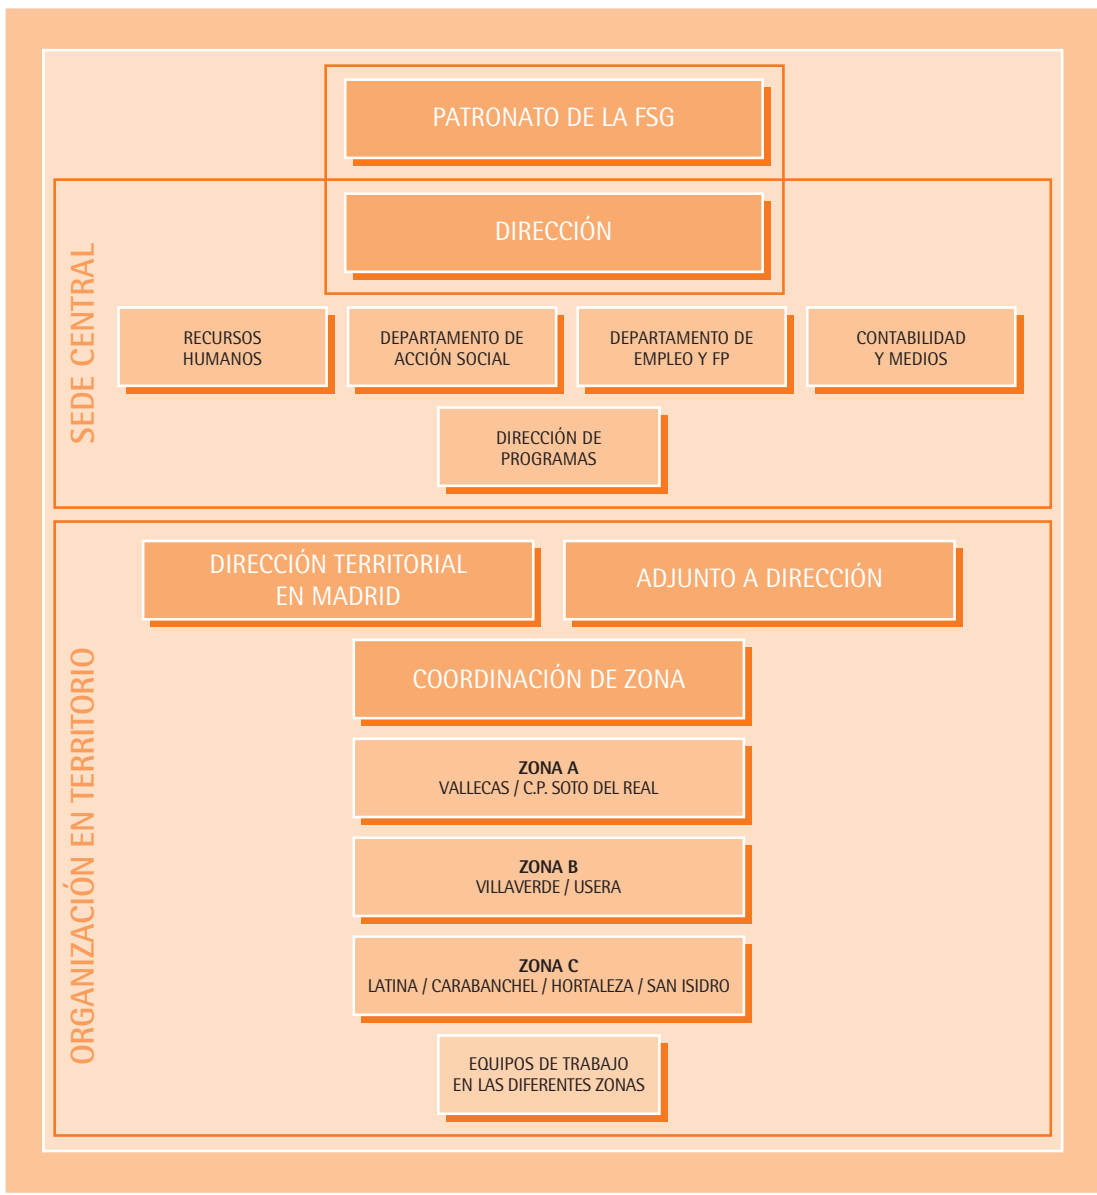 PATRONATO DE LA FSG
SEDE CENTRAL
DIRECCIÓN
RECURSOS
HUMANOS
DEPARTAMENTO DE
ACCIÓN SOCIAL
DEPARTAMENTO DE
EMPLEO Y FP
CONTABILIDAD
Y MEDIOS
DIRECCIÓN DE
PROGRAMAS
ORGANIZACIÓN EN TERRITORIO
DIRECCIÓN TERRITORIAL
EN MADRID
ADJUNTO A DIRECCIÓN
COORDINACIÓN DE ZONA
ZONA A
VALLECAS / C.P. SOTO DEL REAL
ZONA B
VILLAVERDE / USERA
ZONA C
LATINA / CARABANCHEL / HORTALEZA / SAN ISIDRO
EQUIPOS DE TRABAJO
EN LAS DIFERENTES ZONAS